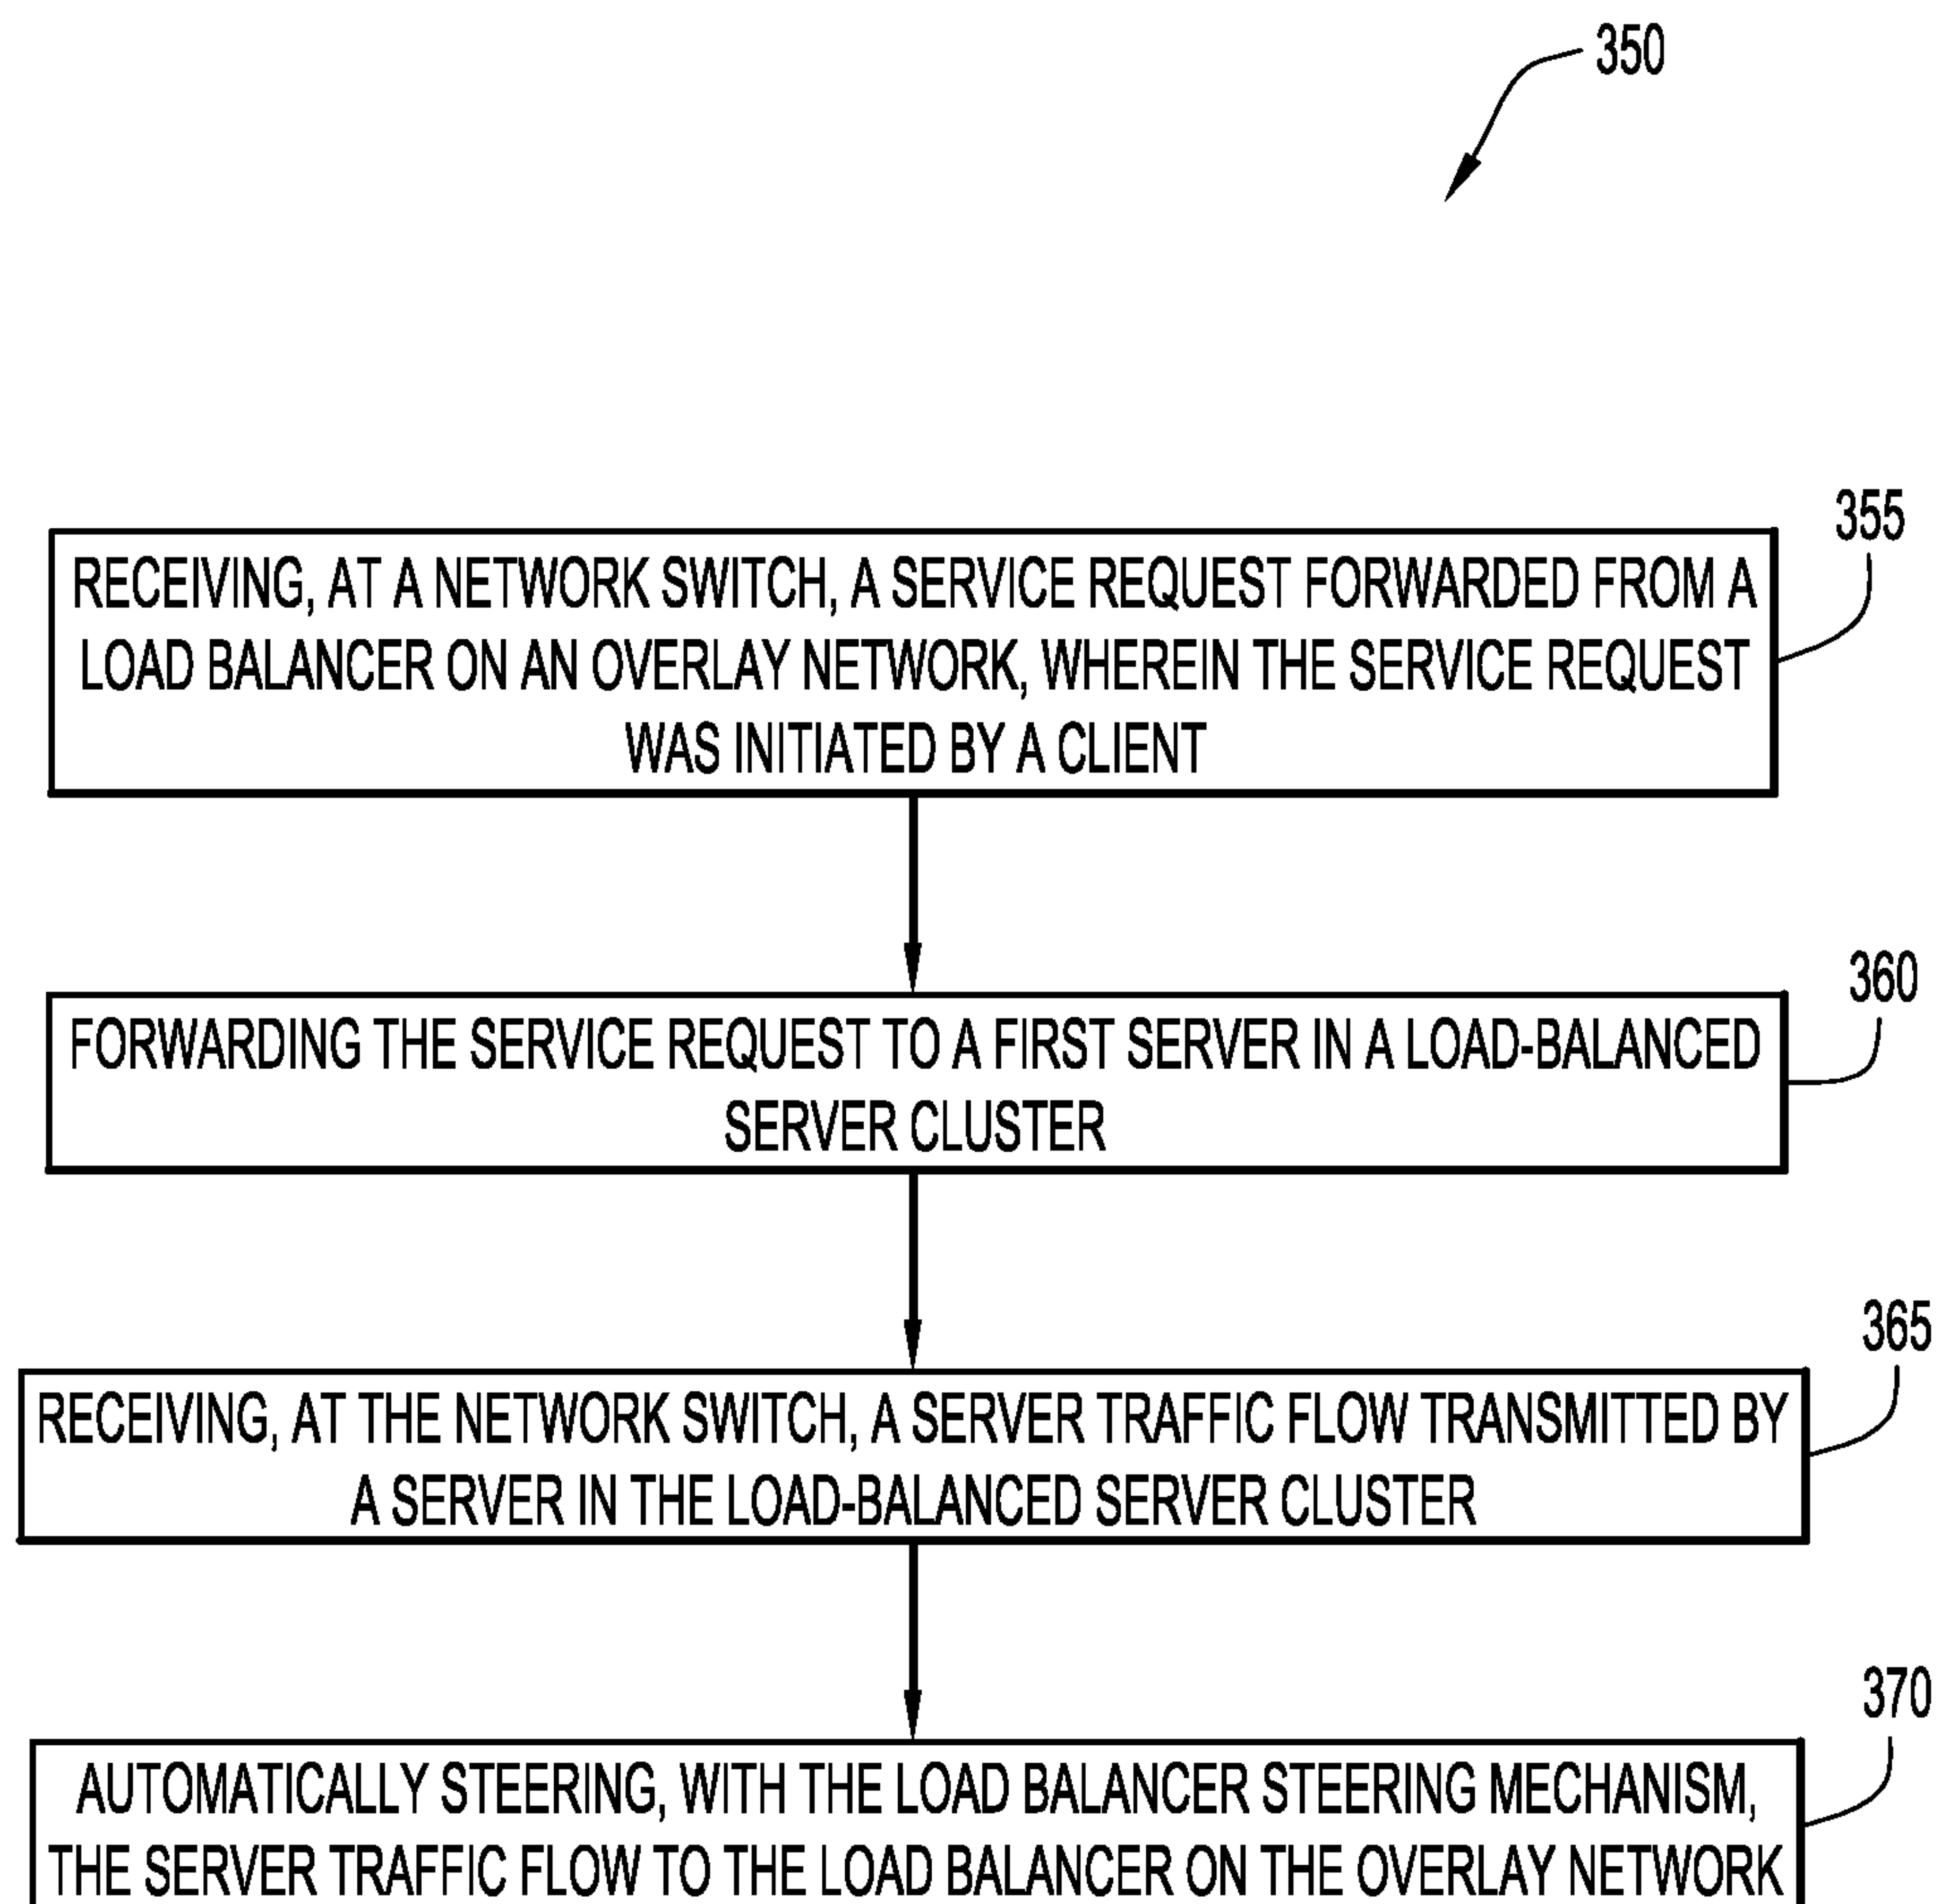 350
355
RECEIVING, AT A NETWORK SWITCH, A SERVICE REQUEST FORWARDED FROM A
LOAD BALANCER ON AN OVERLAY NETWORK, WHEREIN THE SERVICE REQUEST
WAS INITIATED BY A CLIENT
360
FORWARDING THE SERVICE REQUEST TO A FIRST SERVER IN A LOAD-BALANCED
SERVER CLUSTER
365
RECEIVING, AT THE NETWORK SWITCH, A SERVER TRAFFIC FLOW TRANSMITTED BY
A SERVER IN THE LOAD-BALANCED SERVER CLUSTER
370
AUTOMATICALLY STEERING, WITH THE LOAD BALANCER STEERING MECHANISM,
THE SERVER TRAFFIC FLOW TO THE LOAD BALANCER ON THE OVERLAY NETWORK